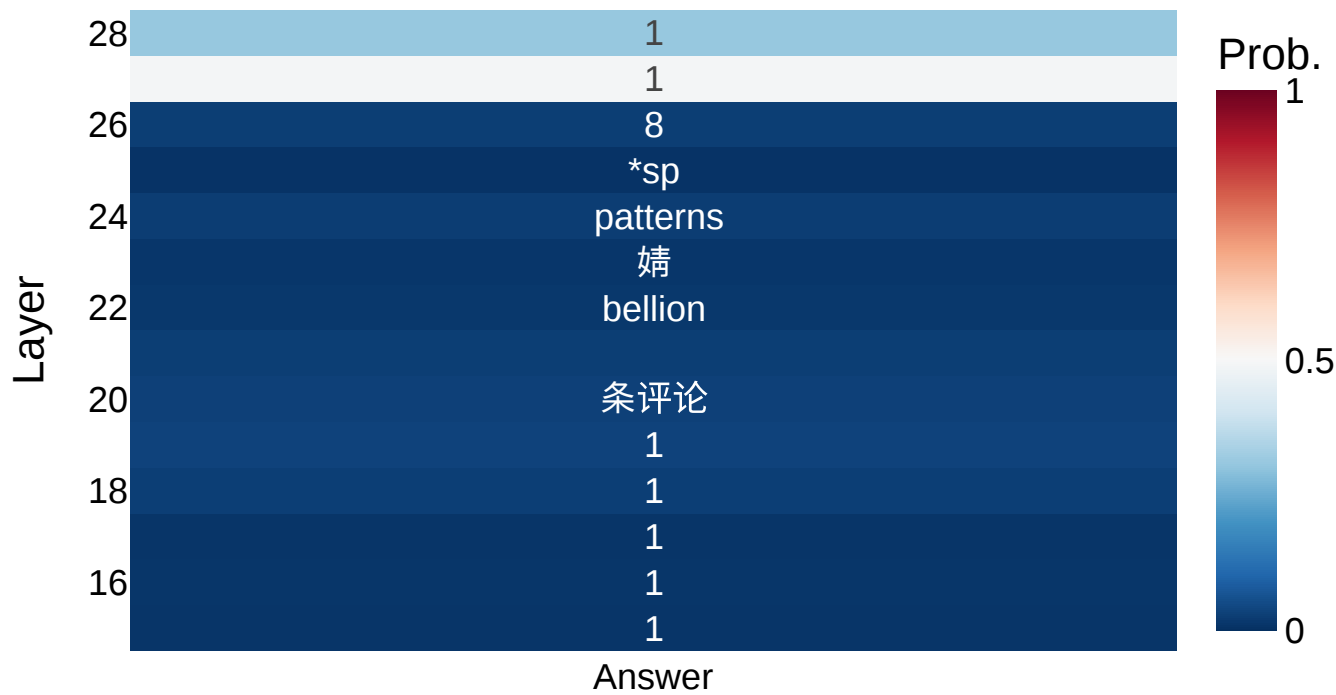 28
1
Prob.
1
1
26
8
*sp
24
patterns
婧
22
bellion
0.5
Layer
20
条评论
1
18
1
1
16
1
1
0
Answer